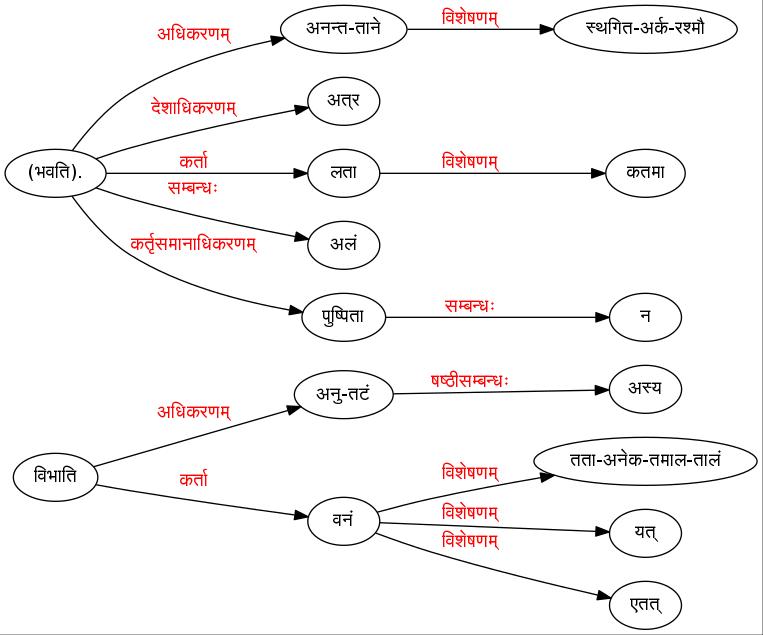 अधिकरणम्
अनन्त-ताने
विशेषणम्
स्थगित-अर्क-रश्मौ
देशाधिकरणम्
अत्र
(भवति).
कर्ता
लता
विशेषणम्
कतमा
सम्बन्धः
अलं
कर्तृसमानाधिकरणम्
पुष्पिता
सम्बन्धः
न
अधिकरणम्
अनु-तटं
षष्ठीसम्बन्धः
अस्य
विभाति
कर्ता
वनं
विशेषणम्
तता-अनेक-तमाल-तालं
विशेषणम्
यत्
विशेषणम्
एतत्